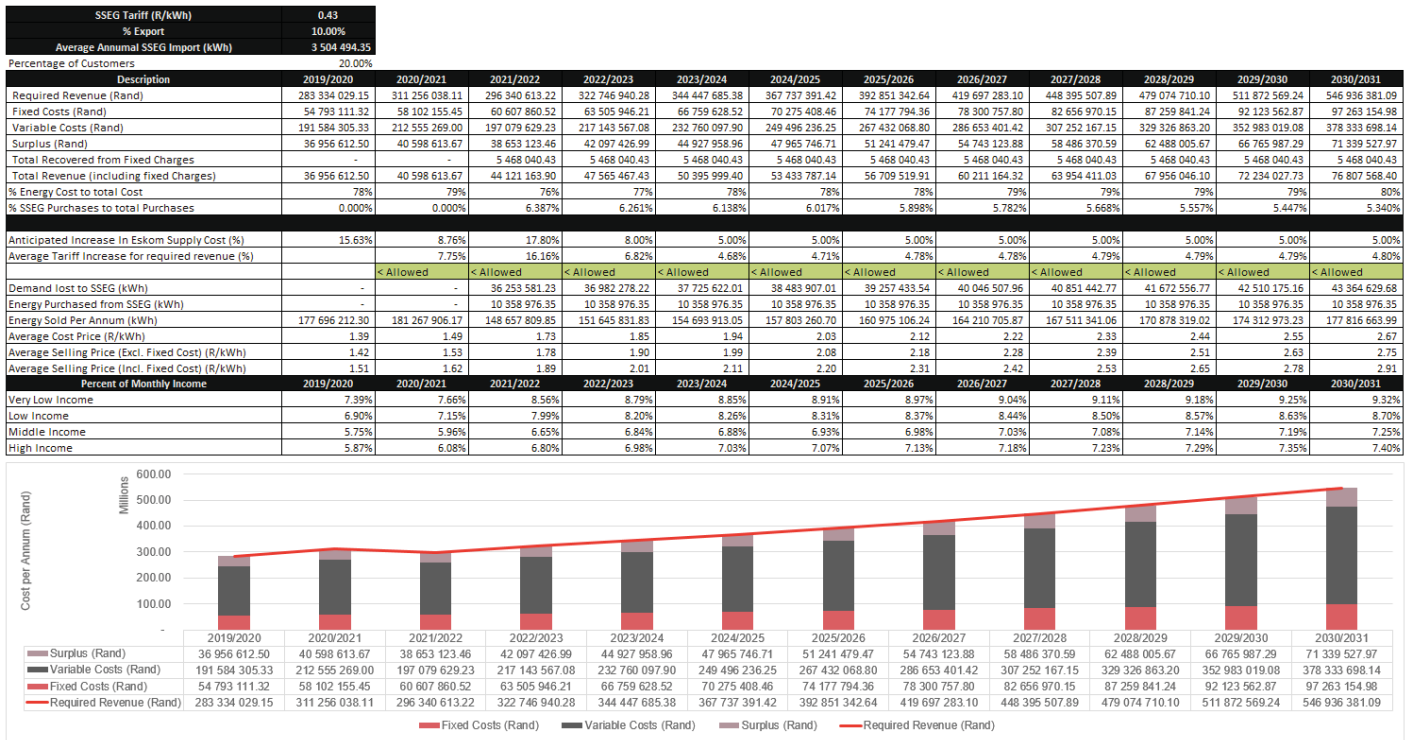 SSEG Tariff (R/kWh) 0.43
% Export 10.00%
Average Annumal SSEG Import (kWh) 3 504 494.35
Percentage of Customers 20.00%
Description 2019/2020 2020/2021 2021/2022 2022/2023 2023/2024 2024/2025 2025/2026 2026/2027 2027/2028 2028/2029 2029/2030 2030/2031
Required Revenue (Rand) 283 334 029.15 311 256 038.11 296 340 613.22 322 746 940.28 344 447 685.38 367 737 391.42 392 851 342.64 419 697 283.10 448 395 507.89 479 074 710.10 511 872 569.24 546 936 381.09
Fixed Costs (Rand) 54 793 111.32 58 102 155.45 60 607 860.52 63 505 946.21 66 759 628.52 70 275 408.46 74 177 794.36 78 300 757.80 82 656 970.15 87 259 841.24 92 123 562.87 97 263 154.98
Variable Costs (Rand) 191 584 305.33 212 555 269.00 197 079 629.23 217 143 567.08 232 760 097.90 249 496 236.25 267 432 068.80 286 653 401.42 307 252 167.15 329 326 863.20 352 983 019.08 378 333 698.14
Surplus (Rand) 36 956 612.50 40 598 613.67 38 653 123.46 42 097 426.99 44 927 958.96 47 965 746.71 51 241 479.47 54 743 123.88 58 486 370.59 62 488 005.67 66 765 987.29 71 339 527.97
Total Recovered from Fixed Charges - - 5 468 040.43 5 468 040.43 5 468 040.43 5 468 040.43 5 468 040.43 5 468 040.43 5 468 040.43 5 468 040.43 5 468 040.43 5 468 040.43
Total Revenue (including fixed Charges) 36 956 612.50 40 598 613.67 44 121 163.90 47 565 467.43 50 395 999.40 53 433 787.14 56 709 519.91 60 211 164.32 63 954 411.03 67 956 046.10 72 234 027.73 76 807 568.40
% Energy Cost to total Cost 78% 79% 76% 77% 78% 78% 78% 79% 79% 79% 79% 80%
% SSEG Purchases to total Purchases 0.000% 0.000% 6.387% 6.261% 6.138% 6.017% 5.898% 5.782% 5.668% 5.557% 5.447% 5.340%
Anticipated Increase In Eskom Supply Cost (%) 15.63% 8.76% 17.80% 8.00% 5.00% 5.00% 5.00% 5.00% 5.00% 5.00% 5.00% 5.00%
Average Tariff Increase for required revenue (%) 7.75% 16.16% 6.82% 4.68% 4.71% 4.78% 4.78% 4.79% 4.79% 4.79% 4.80%
< Allowed < Allowed < Allowed < Allowed < Allowed < Allowed < Allowed < Allowed < Allowed < Allowed < Allowed
Demand lost to SSEG (kWh) - - 36 253 581.23 36 982 278.22 37 725 622.01 38 483 907.01 39 257 433.54 40 046 507.96 40 851 442.77 41 672 556.77 42 510 175.16 43 364 629.68
Energy Purchased from SSEG (kWh) - - 10 358 976.35 10 358 976.35 10 358 976.35 10 358 976.35 10 358 976.35 10 358 976.35 10 358 976.35 10 358 976.35 10 358 976.35 10 358 976.35
Energy Sold Per Annum (kWh) 177 696 212.30 181 267 906.17 148 657 809.85 151 645 831.83 154 693 913.05 157 803 260.70 160 975 106.24 164 210 705.87 167 511 341.06 170 878 319.02 174 312 973.23 177 816 663.99
Average Cost Price (R/kWh) 1.39 1.49 1.73 1.85 1.94 2.03 2.12 2.22 2.33 2.44 2.55 2.67
Average Selling Price (Excl. Fixed Cost) (R/kWh) 1.42 1.53 1.78 1.90 1.99 2.08 2.18 2.28 2.39 2.51 2.63 2.75
Average Selling Price (Incl. Fixed Cost) (R/kWh) 1.51 1.62 1.89 2.01 2.11 2.20 2.31 2.42 2.53 2.65 2.78 2.91
Percent of Monthly Income 2019/2020 2020/2021 2021/2022 2022/2023 2023/2024 2024/2025 2025/2026 2026/2027 2027/2028 2028/2029 2029/2030 2030/2031
Very Low Income 7.39% 7.66% 8.56% 8.79% 8.85% 8.91% 8.97% 9.04% 9.11% 9.18% 9.25% 9.32%
Low Income 6.90% 7.15% 7.99% 8.20% 8.26% 8.31% 8.37% 8.44% 8.50% 8.57% 8.63% 8.70%
Middle Income 5.75% 5.96% 6.65% 6.84% 6.88% 6.93% 6.98% 7.03% 7.08% 7.14% 7.19% 7.25%
High Income 5.87% 6.08% 6.80% 6.98% 7.03% 7.07% 7.13% 7.18% 7.23% 7.29% 7.35% 7.40%
Cost per Annum (Rand)
Millions
600.00
500.00
400.00
300.00
200.00
100.00
-
2019/2020 2020/2021 2021/2022 2022/2023 2023/2024 2024/2025 2025/2026 2026/2027 2027/2028 2028/2029 2029/2030 2030/2031
Surplus (Rand) 36 956 612.50 40 598 613.67 38 653 123.46 42 097 426.99 44 927 958.96 47 965 746.71 51 241 479.47 54 743 123.88 58 486 370.59 62 488 005.67 66 765 987.29 71 339 527.97
Variable Costs (Rand) 191 584 305.33 212 555 269.00 197 079 629.23 217 143 567.08 232 760 097.90 249 496 236.25 267 432 068.80 286 653 401.42 307 252 167.15 329 326 863.20 352 983 019.08 378 333 698.14
Fixed Costs (Rand) 54 793 111.32 58 102 155.45 60 607 860.52 63 505 946.21 66 759 628.52 70 275 408.46 74 177 794.36 78 300 757.80 82 656 970.15 87 259 841.24 92 123 562.87 97 263 154.98
Required Revenue (Rand) 283 334 029.15 311 256 038.11 296 340 613.22 322 746 940.28 344 447 685.38 367 737 391.42 392 851 342.64 419 697 283.10 448 395 507.89 479 074 710.10 511 872 569.24 546 936 381.09
Fixed Costs (Rand) Variable Costs (Rand) Surplus (Rand) Required Revenue (Rand)